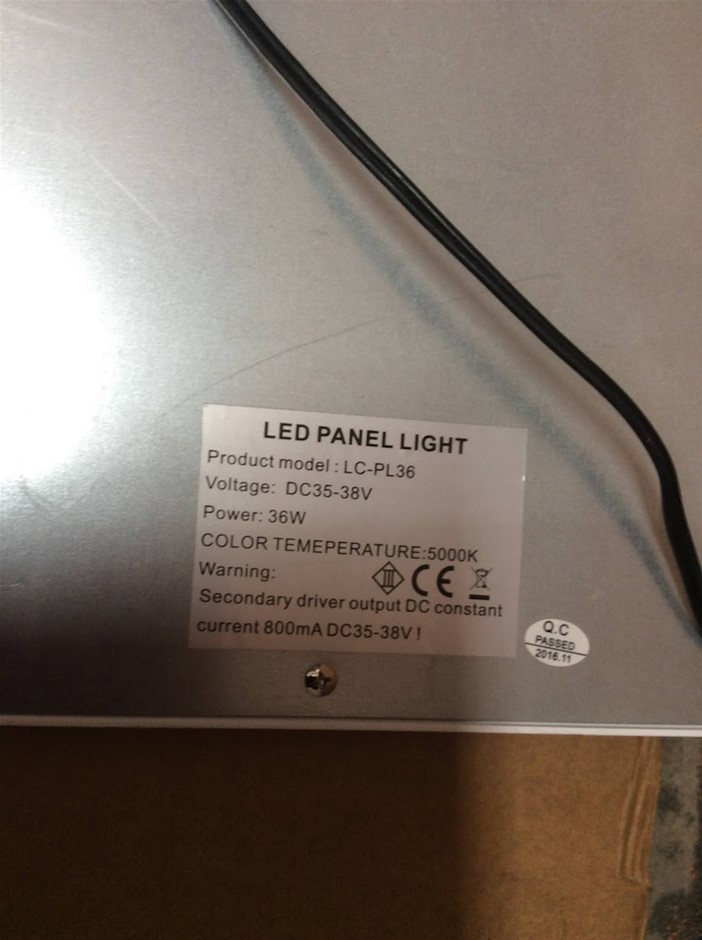 LED PANEL LIGHT
Product model : LC-PL36
Voltage: DC35-38V
Power: 36W
COLOR TEMEPERATURE:5000K
Warning:
Secondary driver output DC constant
current 800mA DC35-38V !
Q.C
PASSED
2016.11